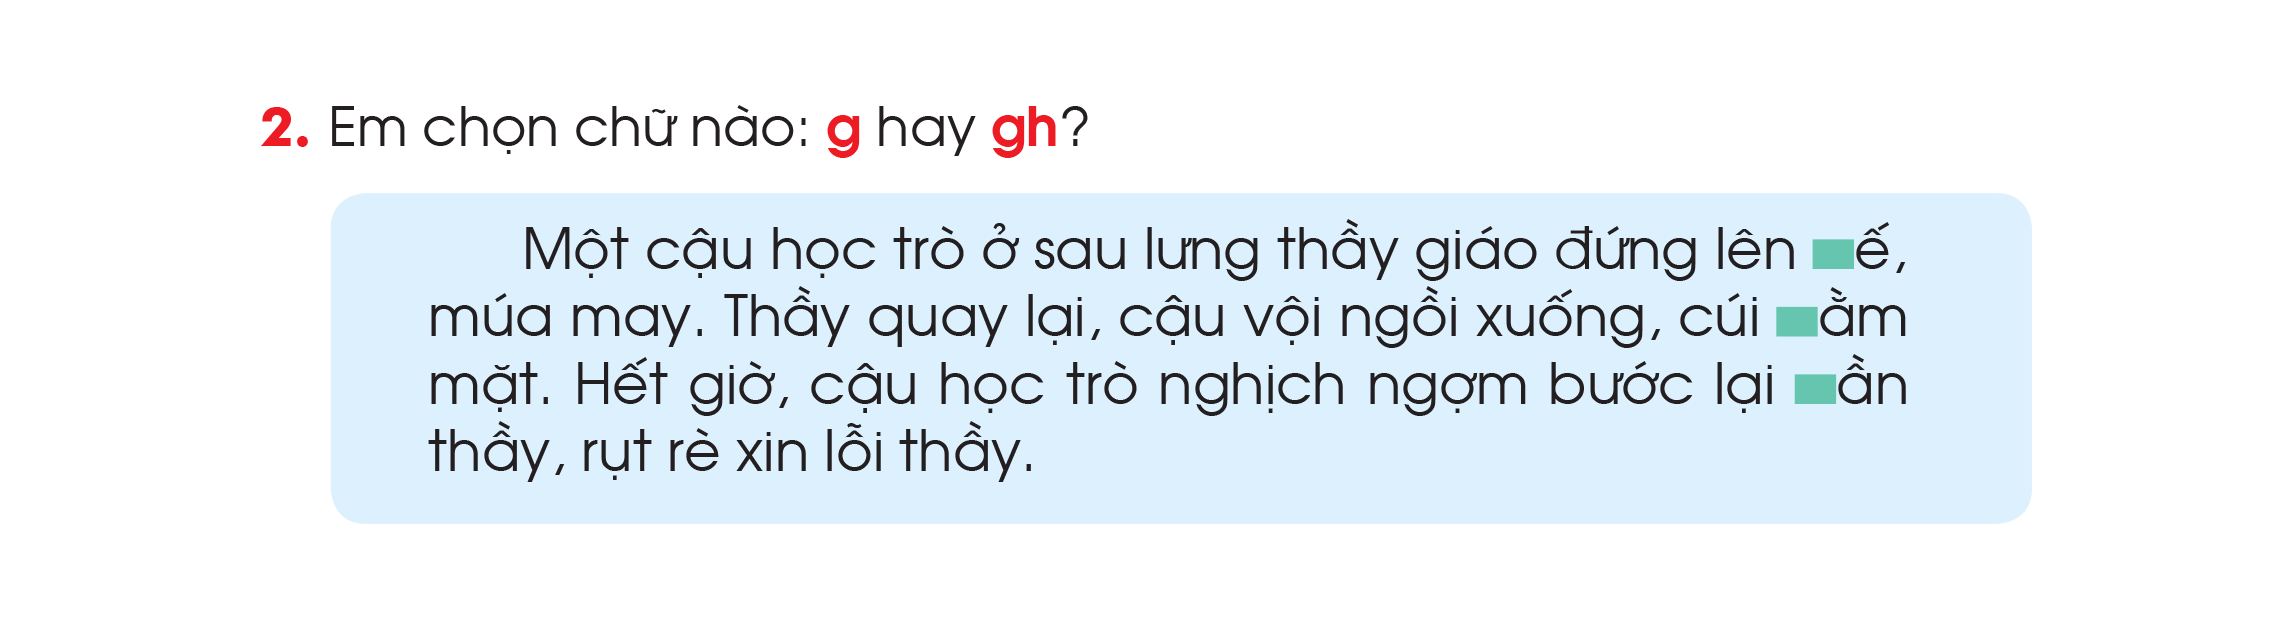 2. Em chọn chữ nào: g hay gh?
Một cậu học trò ở sau lưng thầy giáo đứng lên ế,
múa may. Thầy quay lại, cậu vội ngồi xuống, cúi ằm
mặt. Hết giờ, cậu học trò nghịch ngợm bước lại ần
thầy, rụt rè xin lỗi thầy.